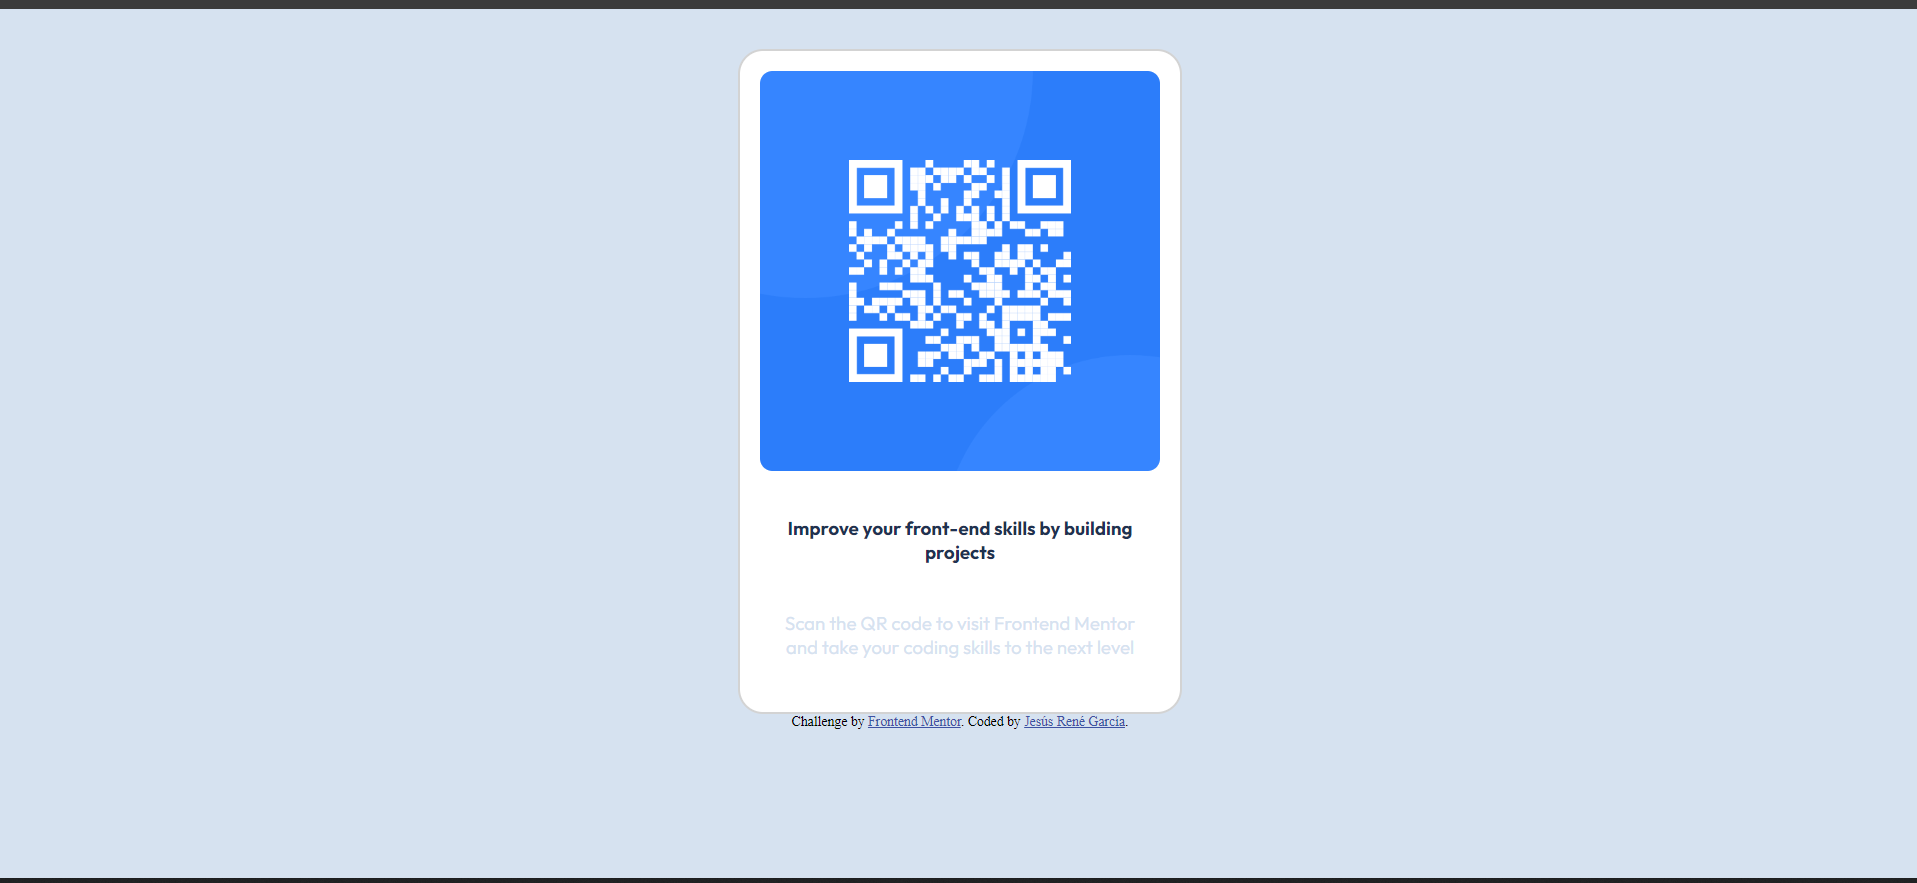 Improve your front-end skills by building
projects
Scan the QR code to visit Frontend Mentor
and take your coding skills to the next level
Challenge by Frontend Mentor. Coded by Jesús René García.